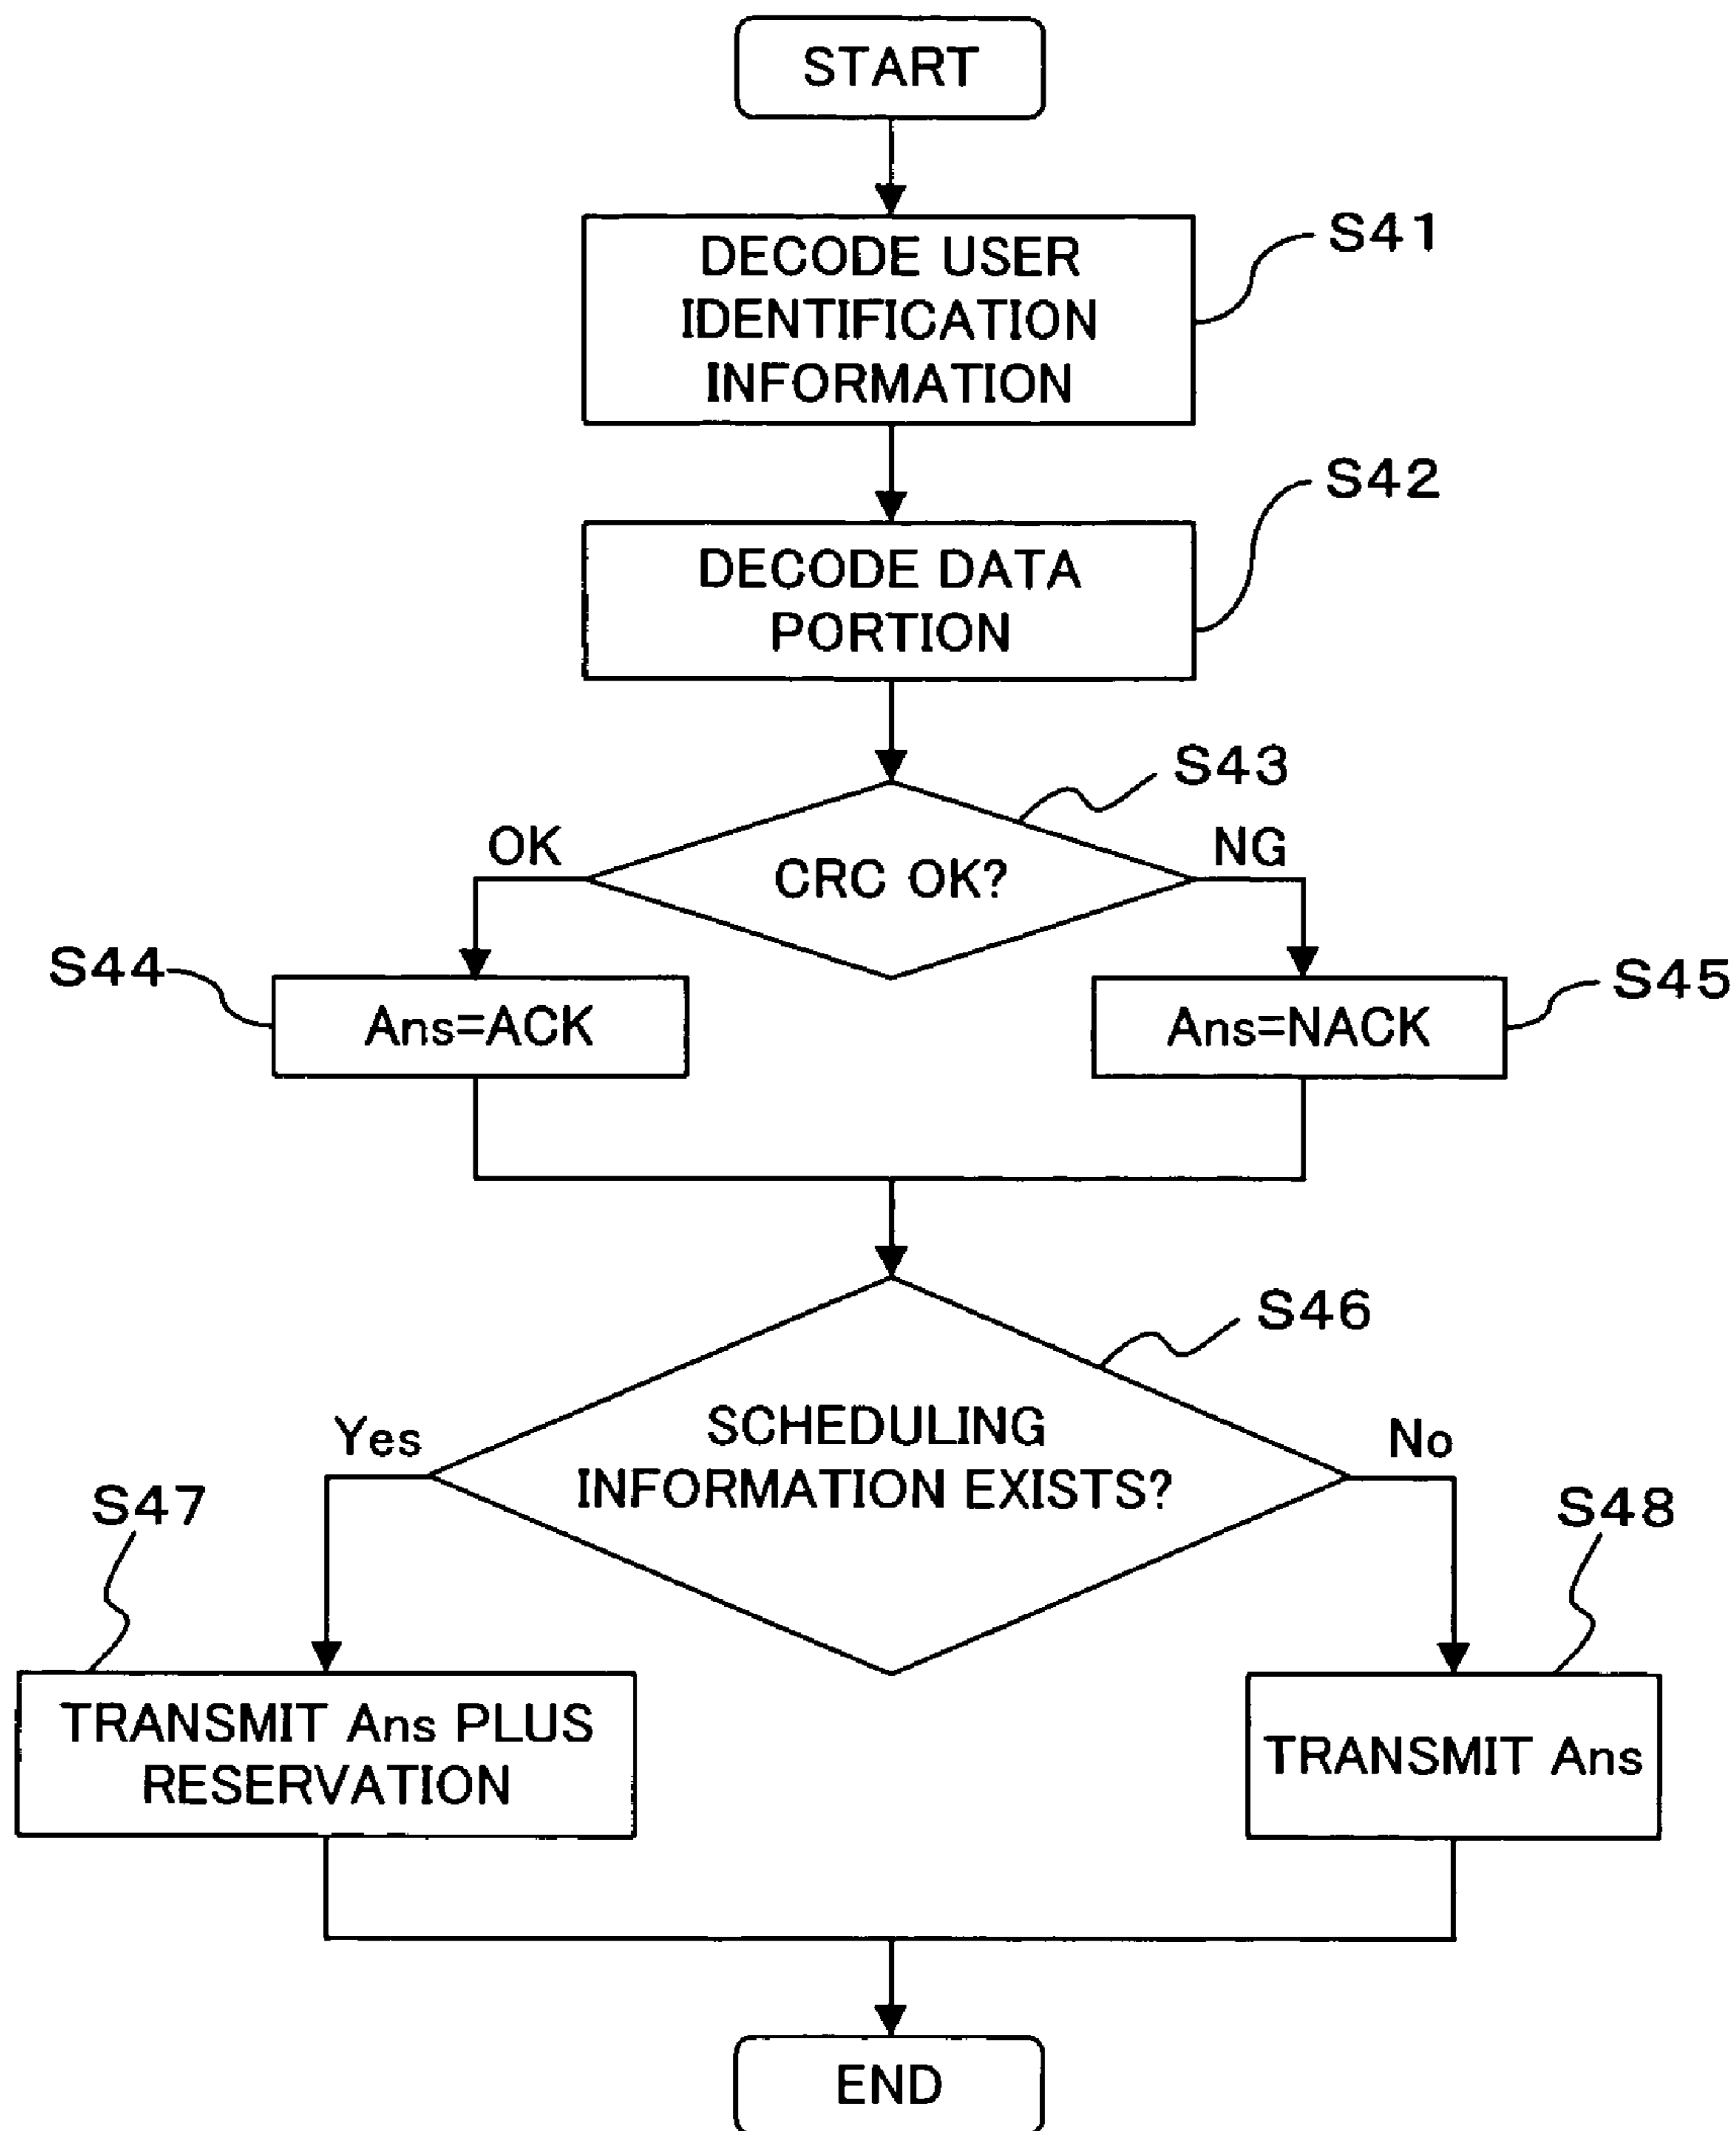 START
DECODE USER
IDENTIFICATION
INFORMATION
S41
DECODE DATA
PORTION
S42
CRC OK?
S43
OK
NG
S44
Ans=ACK
Ans=NACK
S45
SCHEDULING
INFORMATION EXISTS?
S46
Yes
No
S47
TRANSMIT Ans PLUS
RESERVATION
S48
TRANSMIT Ans
END